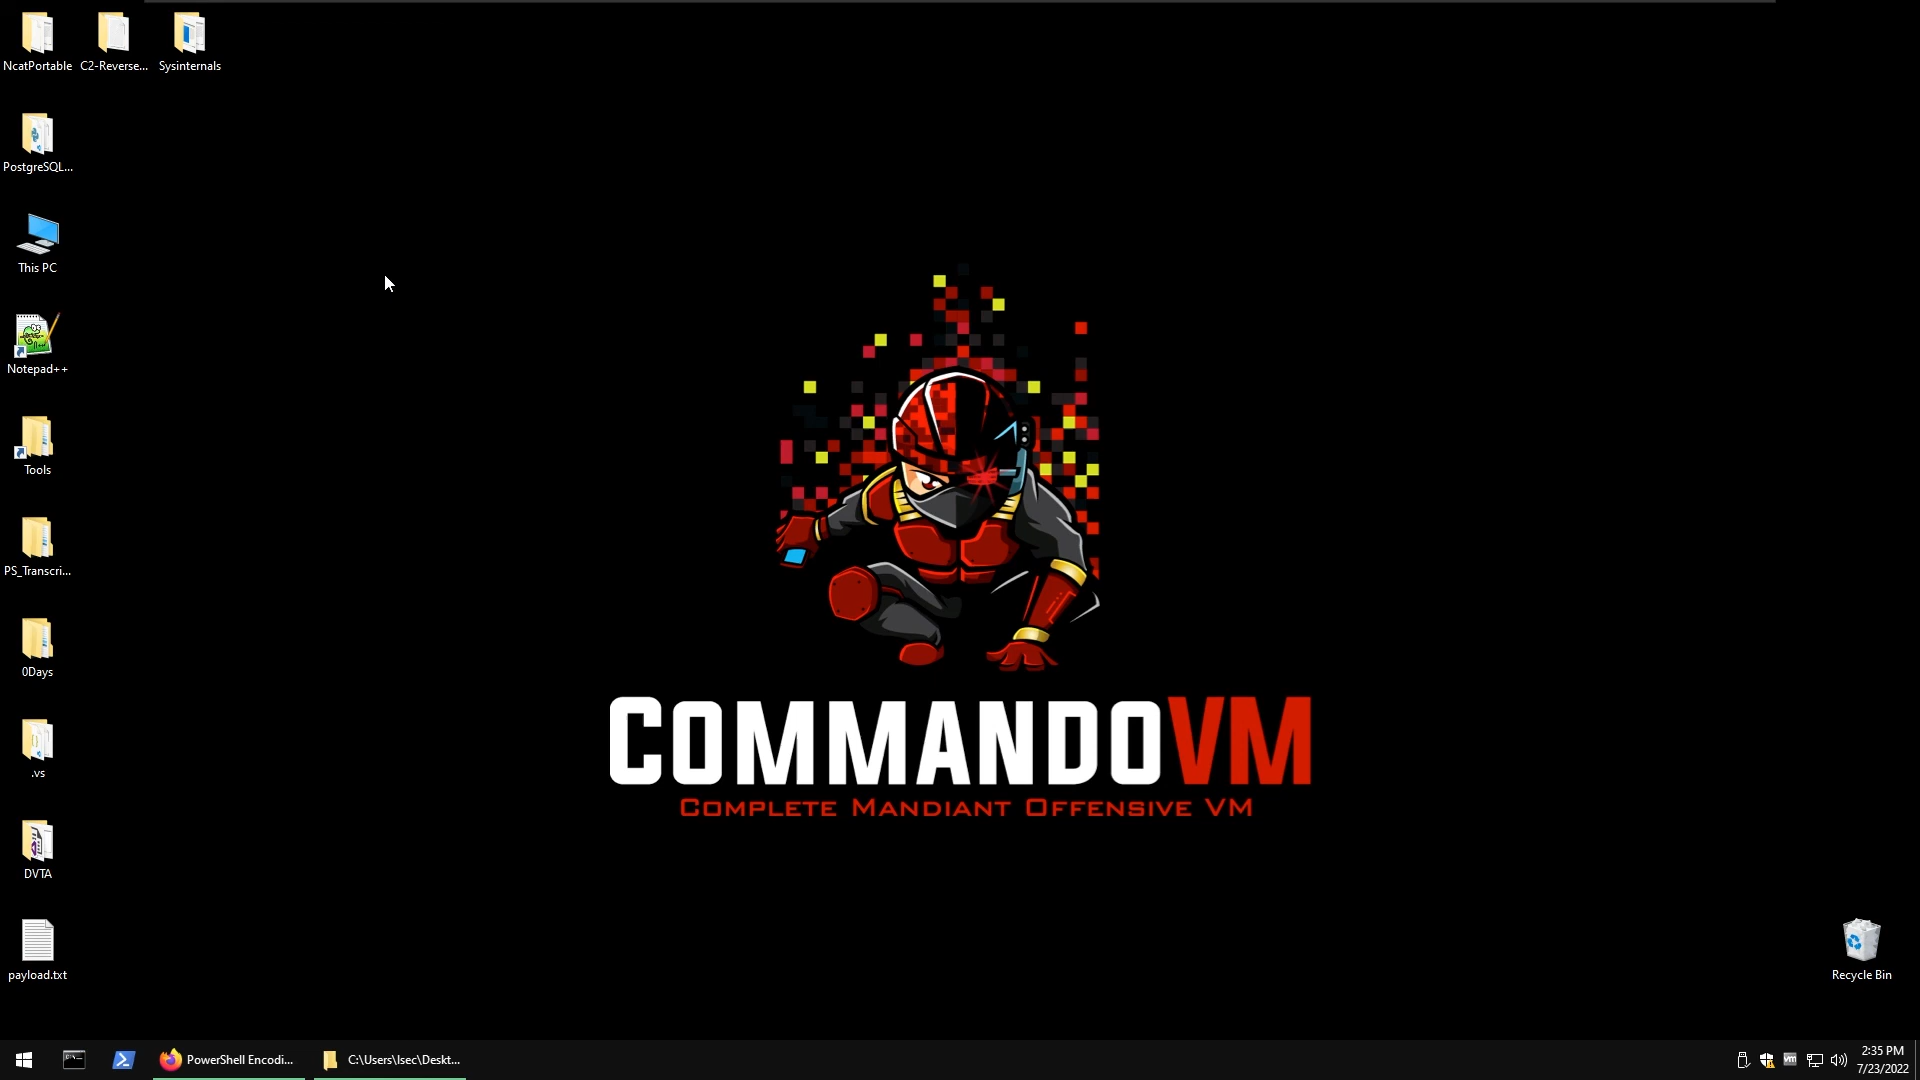 NcatPortable
C2-Reverse...
Sysinternals
PostgreSQL...
This PC
Notepad++
Tools
PS_Transcri...
0Days
.vs
DVTA
payload.txt
COMMANDOVM
COMPLETE MANDIANT OFFENSIVE VM
Recycle Bin
PowerShell Encodi...
C:\Users\lsec\Deskt...
vm
2:35 PM
7/23/2022